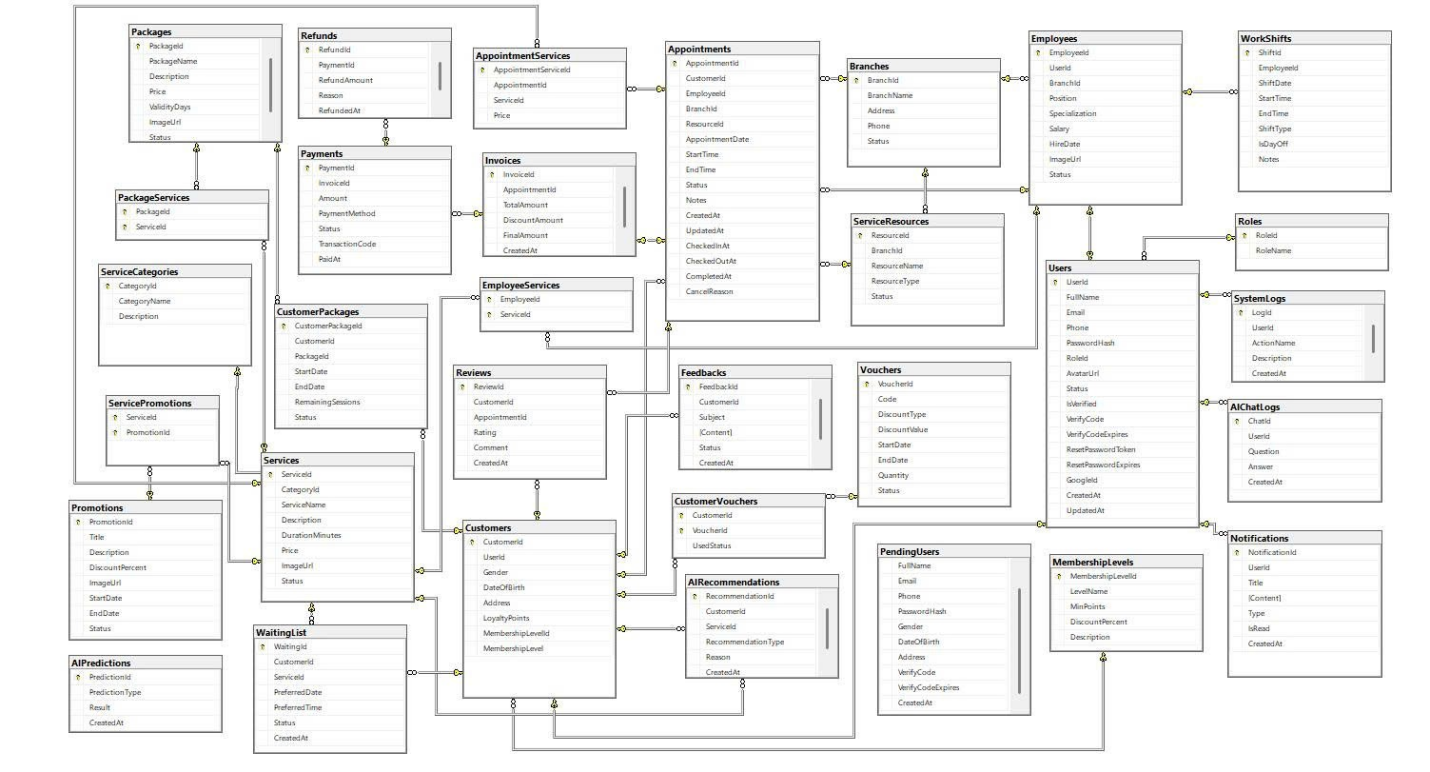 Packages
PackageId
PackageName
Description
Price
ValidityDays
ImageUrl
Status
Refunds
RefundId
PaymentId
RefundAmount
Reason
RefundedAt
AppointmentServices
AppointmentServiceId
AppointmentId
ServiceId
Price
Appointments
AppointmentId
CustomerId
EmployeeId
BranchId
ResourceId
AppointmentDate
StartTime
EndTime
Status
Notes
CreatedAt
UpdatedAt
CheckedInAt
CheckedOutAt
CompletedAt
CancelReason
Branches
BranchId
BranchName
Address
Phone
Status
Employees
EmployeeId
UserId
BranchId
Position
Specialization
Salary
HireDate
ImageUrl
Status
WorkShifts
ShiftId
EmployeeId
ShiftDate
StartTime
EndTime
ShiftType
IsDayOff
Notes
Payments
PaymentId
InvoiceId
Amount
PaymentMethod
Status
TransactionCode
PaidAt
Invoices
InvoiceId
AppointmentId
TotalAmount
DiscountAmount
FinalAmount
CreatedAt
PackageServices
PackageId
ServiceId
ServiceResources
ResourceId
BranchId
ResourceName
ResourceType
Status
Roles
RoleId
RoleName
ServiceCategories
CategoryId
CategoryName
Description
EmployeeServices
EmployeeId
ServiceId
Users
UserId
FullName
Email
Phone
PasswordHash
RoleId
AvatarUrl
Status
IsVerified
VerifyCode
VerifyCodeExpires
ResetPasswordToken
ResetPasswordExpires
GoogleId
CreatedAt
UpdatedAt
SystemLogs
LogId
UserId
ActionName
Description
CreatedAt
CustomerPackages
CustomerPackageId
CustomerId
PackageId
StartDate
EndDate
RemainingSessions
Status
Reviews
ReviewId
CustomerId
AppointmentId
Rating
Comment
CreatedAt
Feedbacks
FeedbackId
CustomerId
Subject
[Content]
Status
CreatedAt
Vouchers
VoucherId
Code
DiscountType
DiscountValue
StartDate
EndDate
Quantity
Status
AIChatLogs
ChatId
UserId
Question
Answer
CreatedAt
ServicePromotions
ServiceId
PromotionId
Services
ServiceId
CategoryId
ServiceName
Description
DurationMinutes
Price
ImageUrl
Status
Promotions
PromotionId
Title
Description
DiscountPercent
ImageUrl
StartDate
EndDate
Status
Customers
CustomerId
UserId
Gender
DateOfBirth
Address
LoyaltyPoints
MembershipLevelId
MembershipLevel
CustomerVouchers
CustomerId
VoucherId
UsedStatus
PendingUsers
FullName
Email
Phone
PasswordHash
Gender
DateOfBirth
Address
VerifyCode
VerifyCodeExpires
CreatedAt
MembershipLevels
MembershipLevelId
LevelName
MinPoints
DiscountPercent
Description
Notifications
NotificationId
UserId
Title
[Content]
Type
IsRead
CreatedAt
AIRecommendations
RecommendationId
CustomerId
ServiceId
RecommendationType
Reason
CreatedAt
WaitingList
WaitingId
CustomerId
ServiceId
PreferredDate
PreferredTime
Status
CreatedAt
AIPredictions
PredictionId
PredictionType
Result
CreatedAt